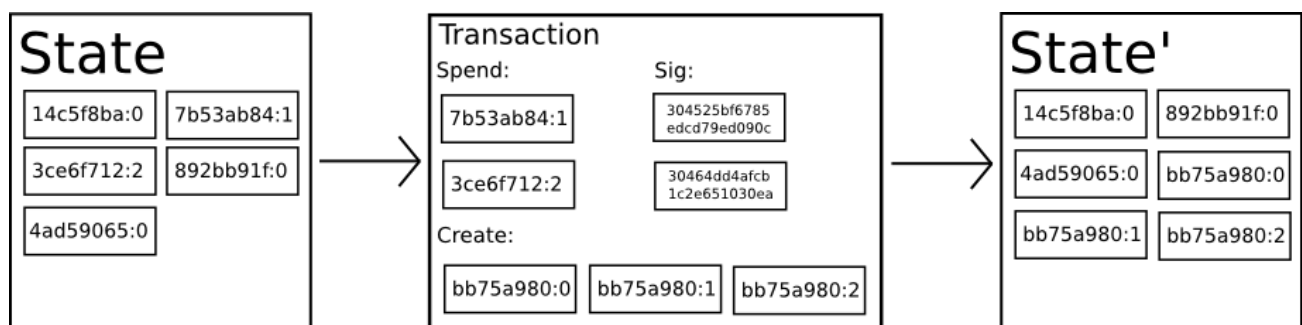 State
14c5f8ba:0 7b53ab84:1
3ce6f712:2 892bb91f:0
4ad59065:0
Transaction
Spend: Sig:
7b53ab84:1
304525bf6785
edcd79ed090c
3ce6f712:2
30464dd4afcb
1c2e651030ea
Create:
bb75a980:0 bb75a980:1 bb75a980:2
State'
14c5f8ba:0 892bb91f:0
4ad59065:0 bb75a980:0
bb75a980:1 bb75a980:2